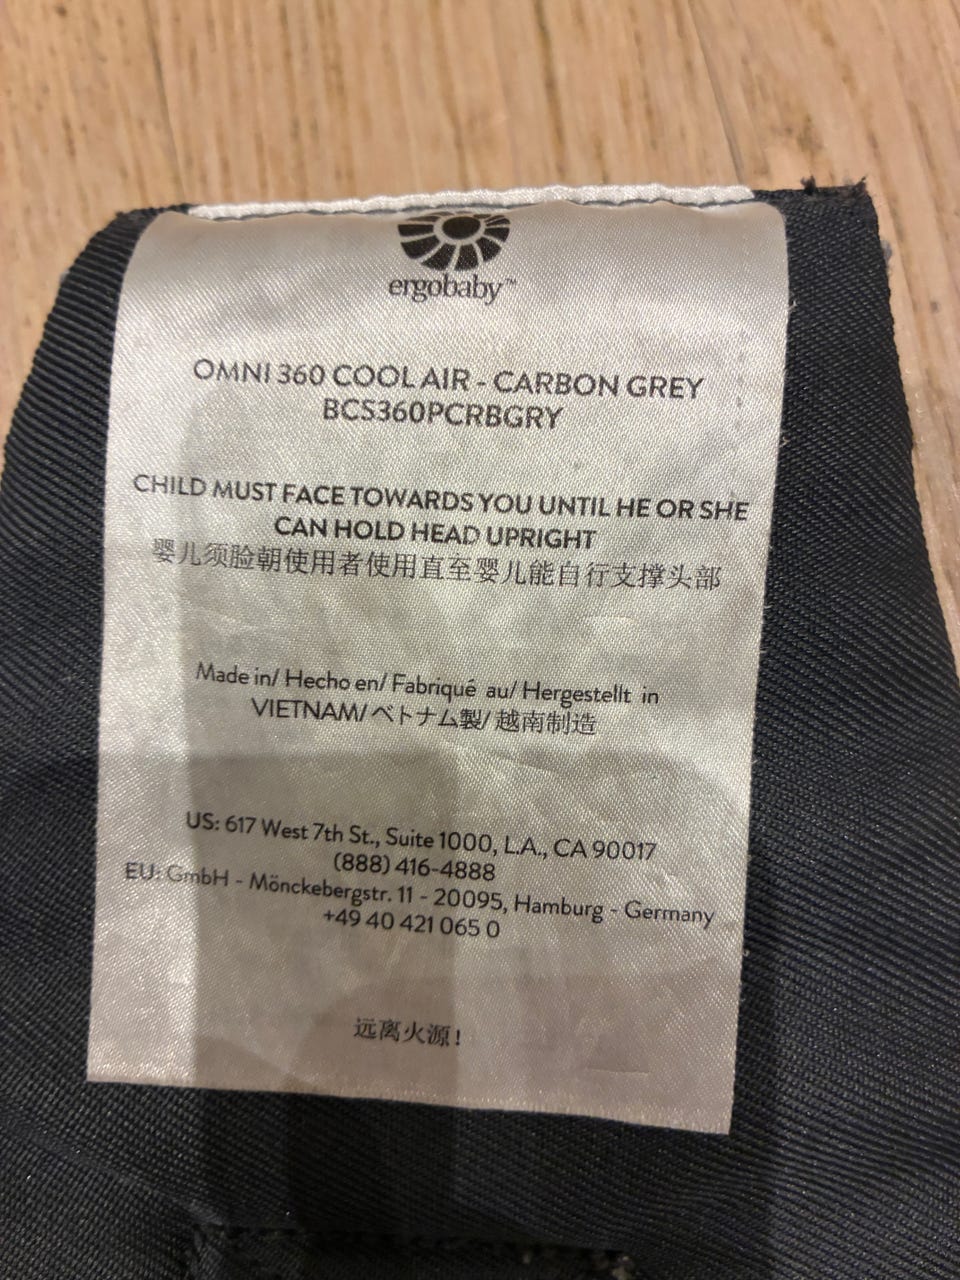 ergobaby™
OMNI 360 COOL AIR - CARBON GREY
BCS360PCRBGRY
CHILD MUST FACE TOWARDS YOU UNTIL HE OR SHE
CAN HOLD HEAD UPRIGHT
婴儿须脸朝使用者使用直至婴儿能自行支撑头部
Made in/ Hecho en/ Fabriqué au/ Hergestellt in
VIETNAM/ベトナム製/越南制造
US: 617 West 7th St., Suite 1000, L.A., CA 90017
(888) 416-4888
EU: GmbH - Mönckebergstr. 11 - 20095, Hamburg - Germany
+49 40 421 065 0
远离火源!